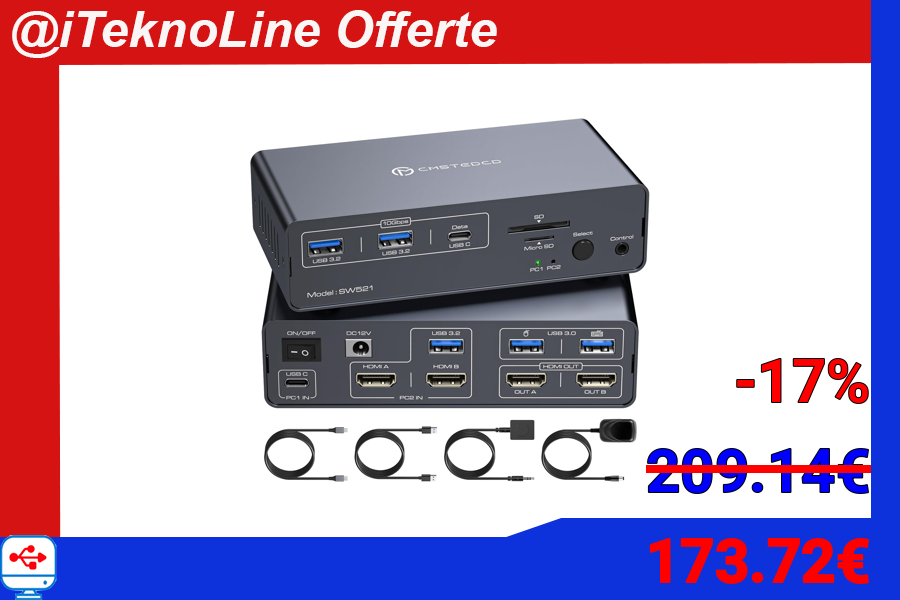 @iTeknoLine Offerte
CMSTEDCD
10Gbps
USB 3.2
USB 3.2
Data
USB C
SD
Micro SD
Select
Control
PC1 PC2
Model : SW521
ON/OFF
DC12V
USB 3.2
USB 3.0
USB C
PC1 IN
HDMI A
HDMI B
PC2 IN
HDMI OUT
OUT A
OUT B
-17%
209.14€
173.72€